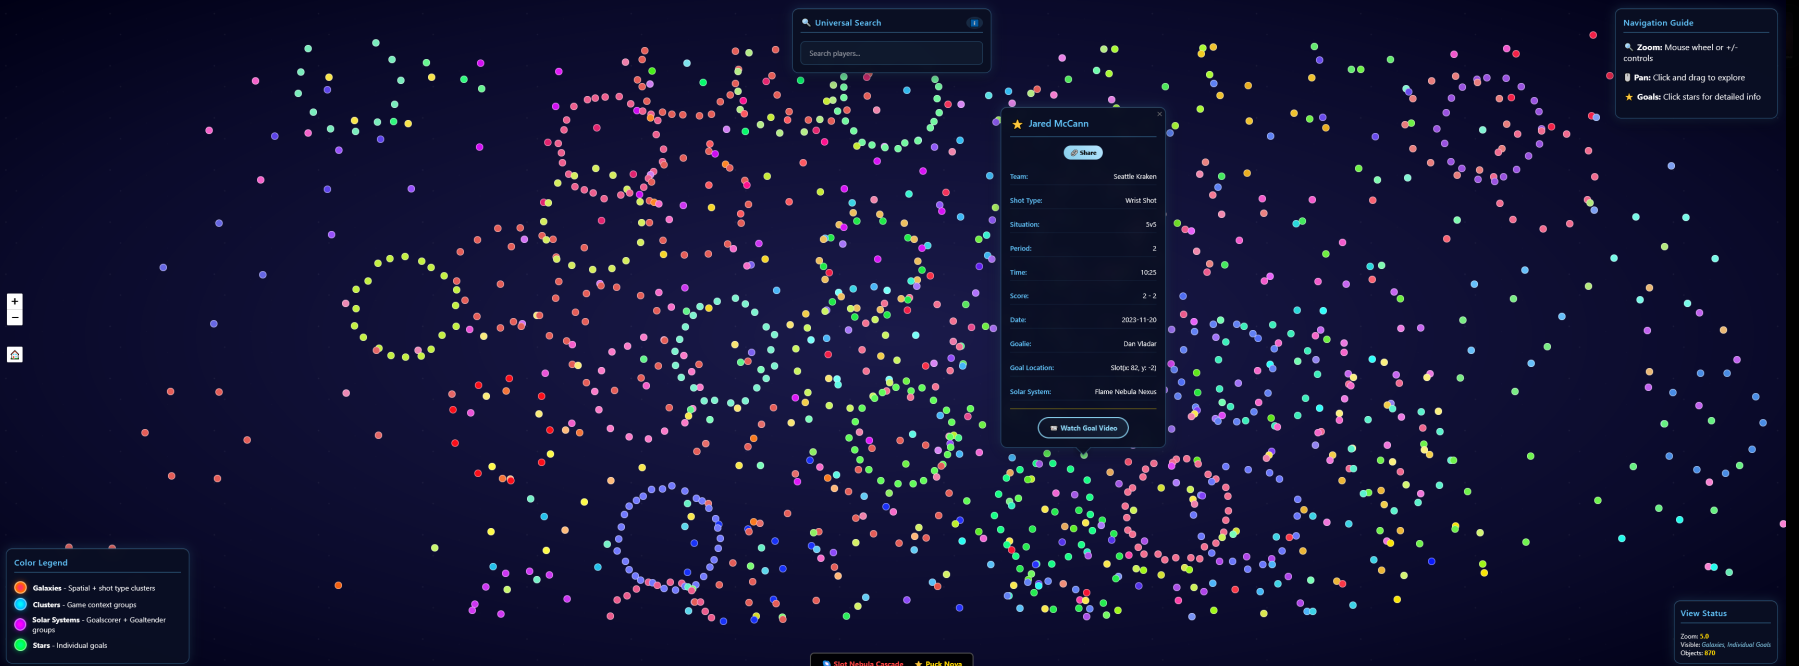 Universal Search
Search players...
Navigation Guide
Zoom: Mouse wheel or +/-
controls
Pan: Click and drag to explore
Goals: Click stars for detailed info
Jared McCann
×
Share
Team: Seattle Kraken
Shot Type: Wrist Shot
Situation: 5v5
Period: 2
Time: 10:25
Score: 2 - 2
Date: 2023-11-20
Goalie: Dan Vladar
Goal Location: Slot(x: 82, y: -2)
Solar System: Flame Nebula Nexus
Watch Goal Video
+
−
Color Legend
Galaxies - Spatial + shot type clusters
Clusters - Game context groups
Solar Systems - Goalscorer + Goaltender
groups
Stars - Individual goals
View Status
Zoom: 5.0
Visible: Galaxies, Individual Goals
Objects: 870
Slot Nebula Cascade Puck Nova